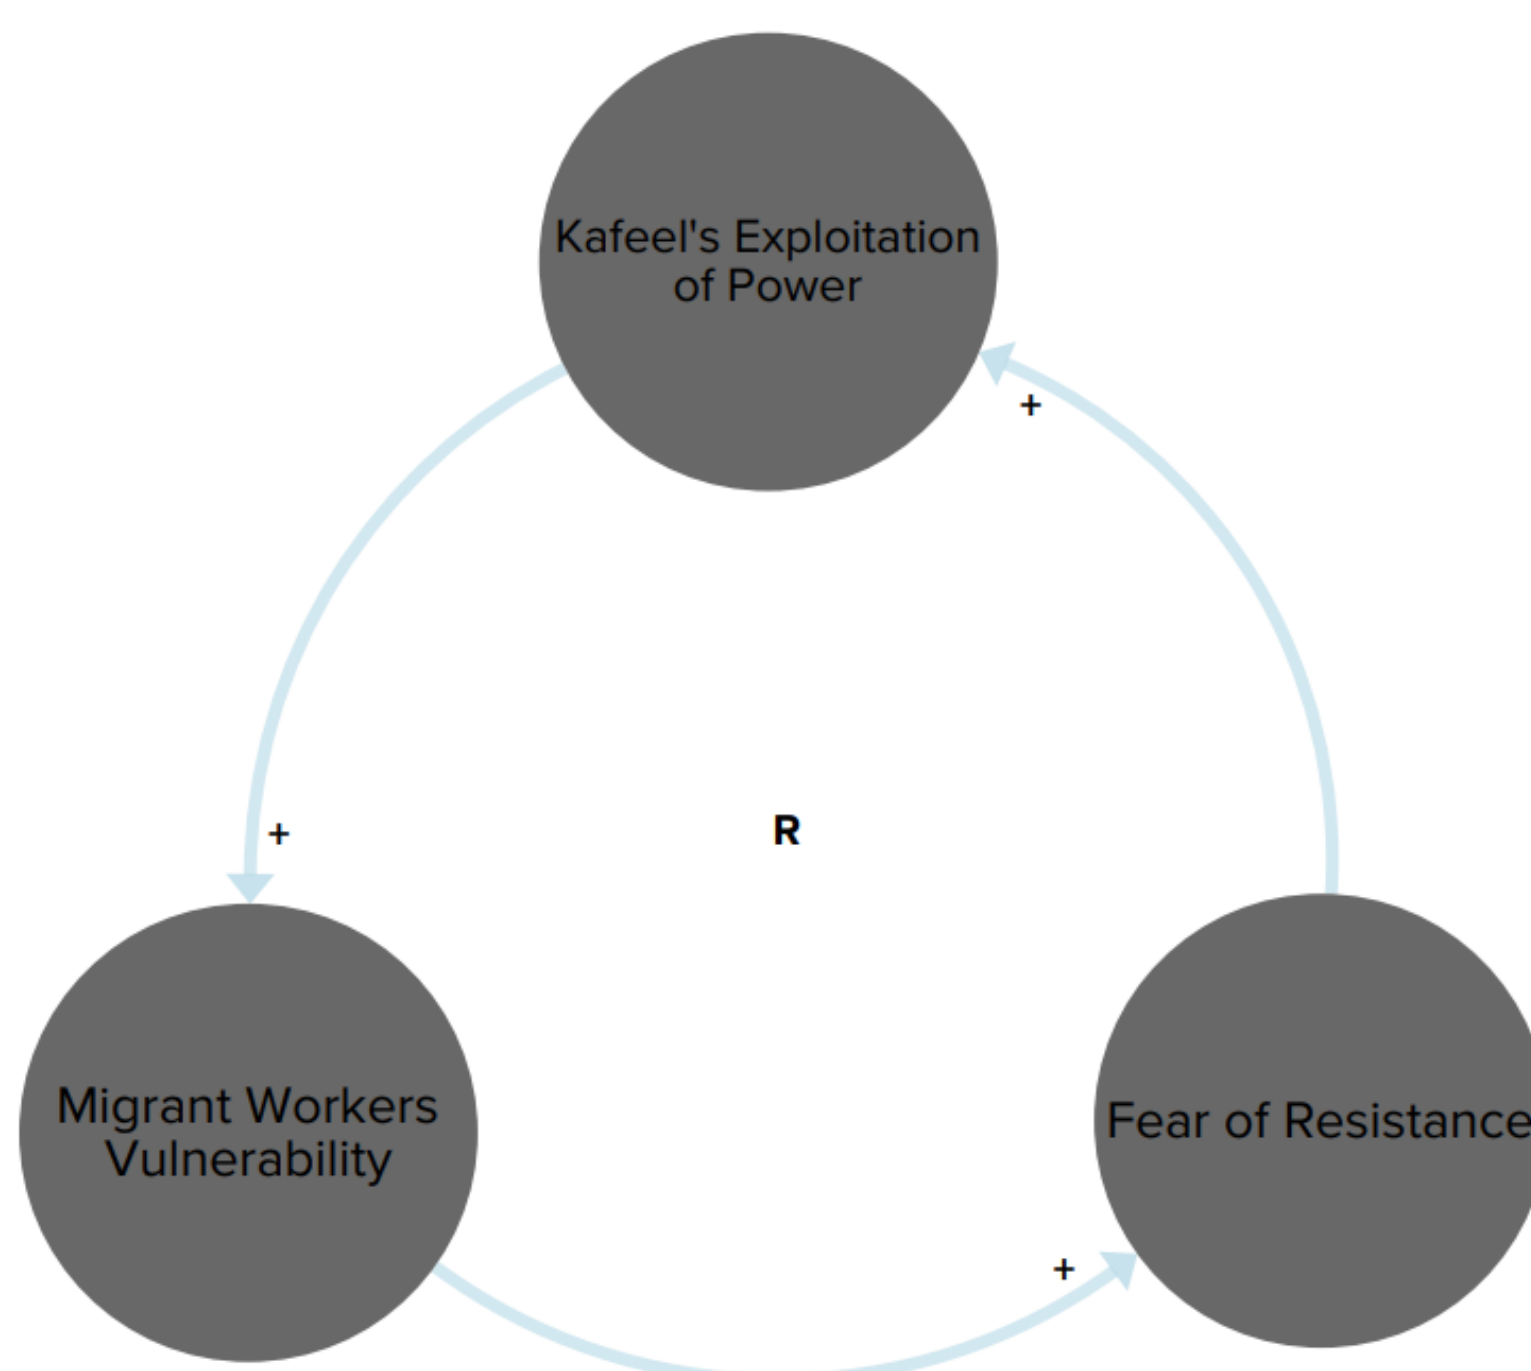 Kafeel's Exploitation
of Power
+
+
R
Migrant Workers
Vulnerability
Fear of Resistance
+